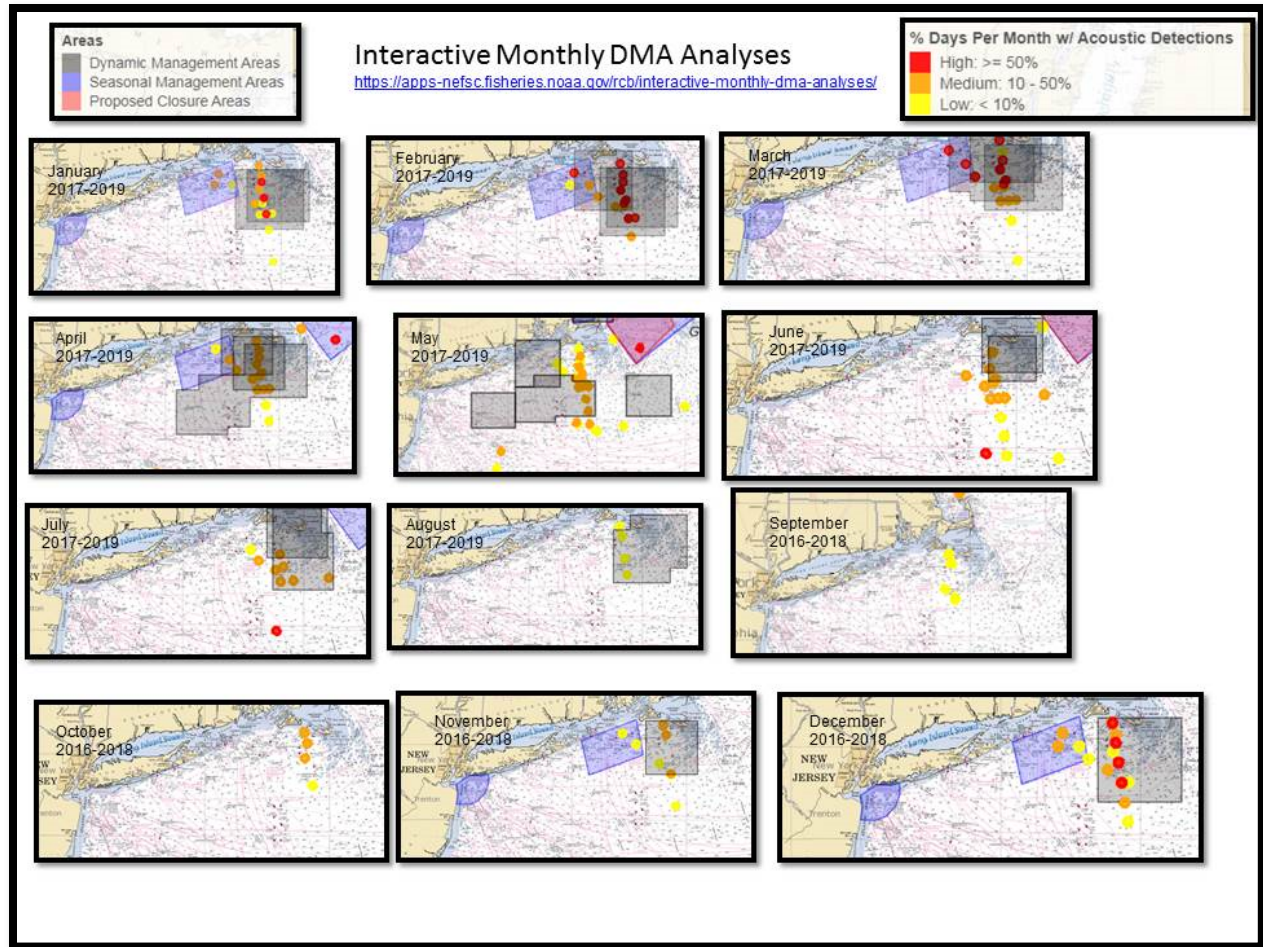 Areas
Dynamic Management Areas
Seasonal Management Areas
Proposed Closure Areas
Interactive Monthly DMA Analyses
https://apps-nefsc.fisheries.noaa.gov/rcb/interactive-monthly-dma-analyses/
% Days Per Month w/ Acoustic Detections
High: >= 50%
Medium: 10 - 50%
Low: < 10%
January
2017-2019
February
2017-2019
March
2017-2019
April
2017-2019
May
2017-2019
June
2017-2019
July
2017-2019
August
2017-2019
September
2016-2018
October
2016-2018
November
2016-2018
NEW
JERSEY
Trenton
December
2016-2018
NEW
JERSEY
Trenton